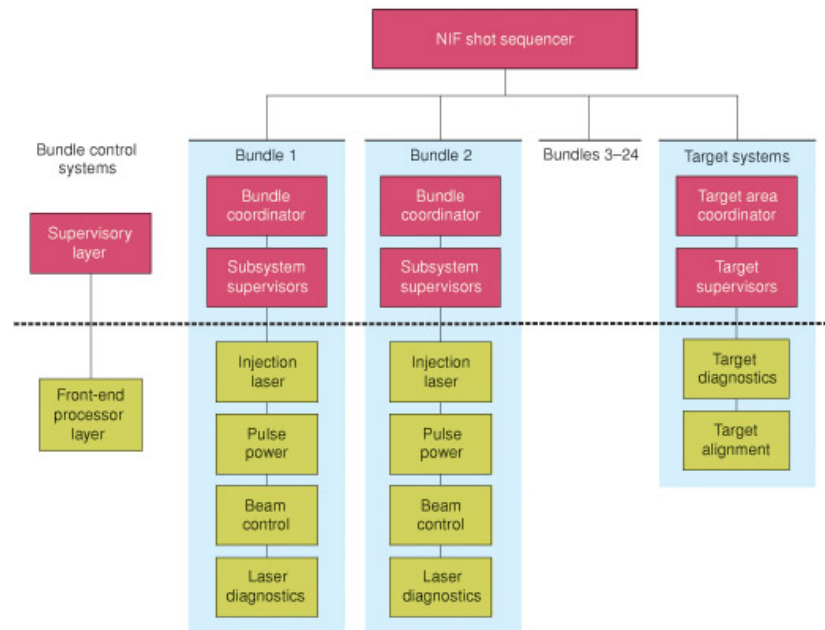 NIF shot sequencer
Bundle control
systems
Bundle 1
Bundle 2
Bundles 3–24
Target systems
Supervisory
layer
Bundle
coordinator
Bundle
coordinator
Target area
coordinator
Subsystem
supervisors
Subsystem
supervisors
Target
supervisors
Front-end
processor
layer
Injection
laser
Injection
laser
Target
diagnostics
Pulse
power
Pulse
power
Target
alignment
Beam
control
Beam
control
Laser
diagnostics
Laser
diagnostics